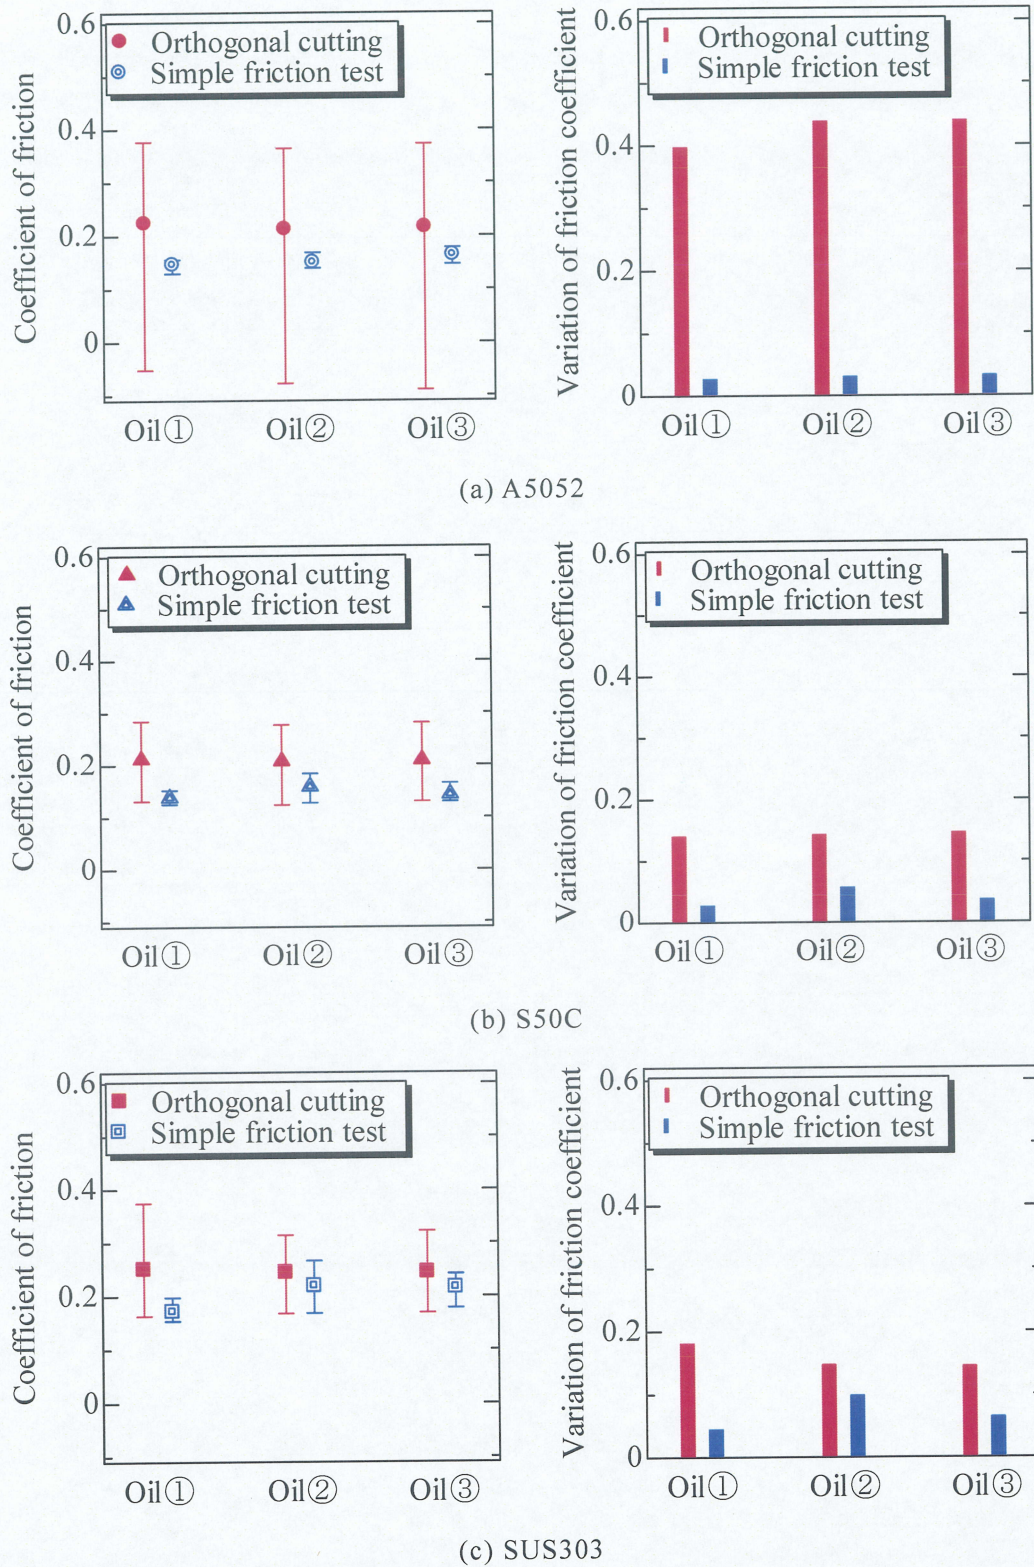 Coefficient of friction
0.6
0.4
0.2
0
Orthogonal cutting
Simple friction test
Oil①
Oil②
Oil③
Variation of friction coefficient
0.6
0.4
0.2
0
Orthogonal cutting
Simple friction test
Oil①
Oil②
Oil③
(a) A5052
Coefficient of friction
0.6
0.4
0.2
0
Orthogonal cutting
Simple friction test
Oil①
Oil②
Oil③
Variation of friction coefficient
0.6
0.4
0.2
0
Orthogonal cutting
Simple friction test
Oil①
Oil②
Oil③
(b) S50C
Coefficient of friction
0.6
0.4
0.2
0
Orthogonal cutting
Simple friction test
Oil①
Oil②
Oil③
Variation of friction coefficient
0.6
0.4
0.2
0
Orthogonal cutting
Simple friction test
Oil①
Oil②
Oil③
(c) SUS303